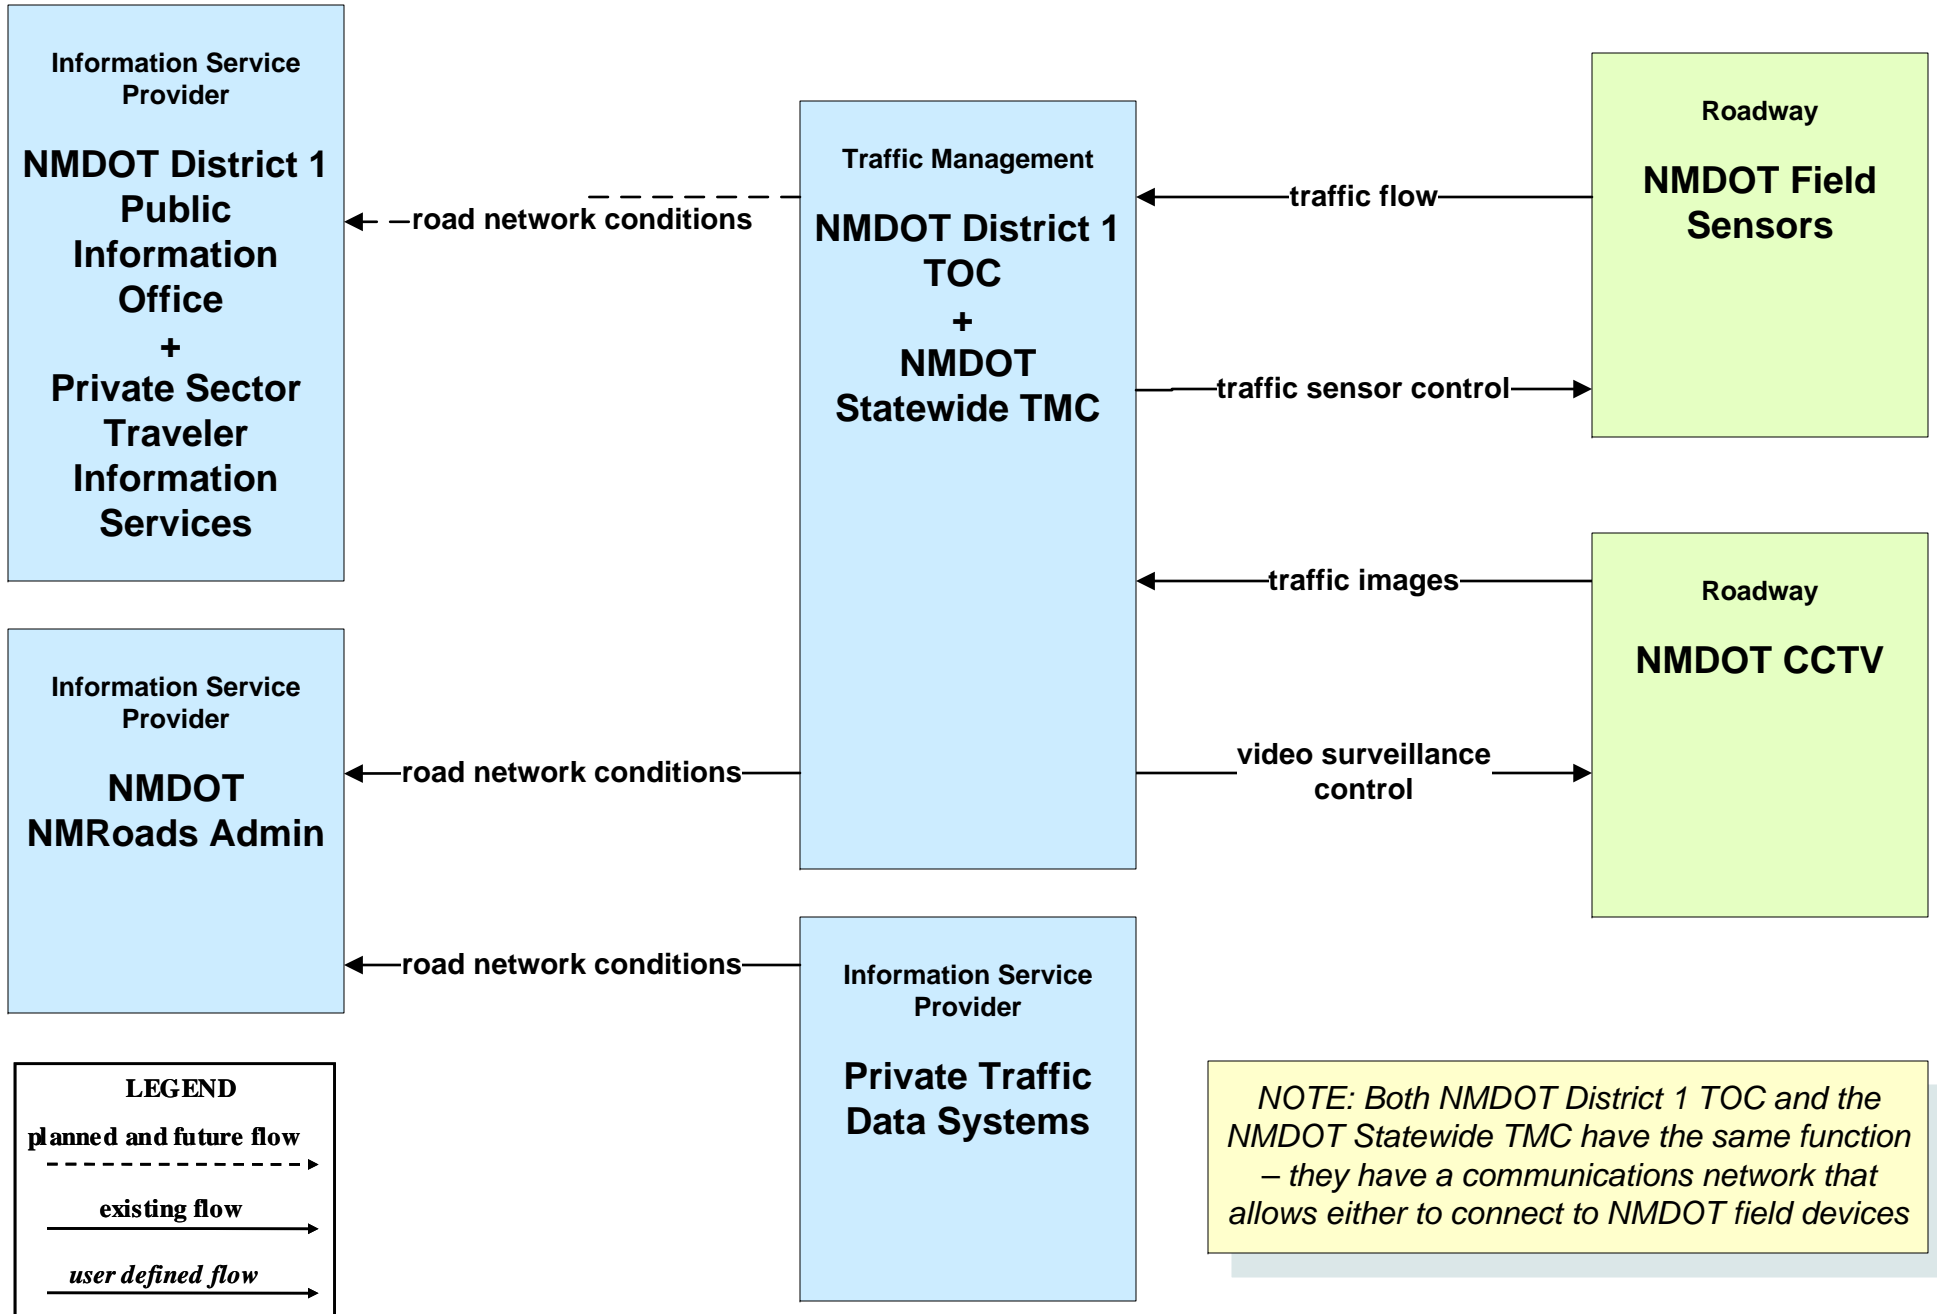 Information Service
Provider
NMDOT District 1
Public
Information
Office
+
Private Sector
Traveler
Information
Services
road network conditions
Traffic Management
NMDOT District 1
TOC
+
NMDOT
Statewide TMC
traffic flow
traffic sensor control
Roadway
NMDOT Field
Sensors
traffic images
video surveillance
control
Roadway
NMDOT CCTV
Information Service
Provider
NMDOT
NMRoads Admin
road network conditions
road network conditions
Information Service
Provider
Private Traffic
Data Systems
LEGEND
planned and future flow
existing flow
user defined flow
NOTE: Both NMDOT District 1 TOC and the
NMDOT Statewide TMC have the same function
– they have a communications network that
allows either to connect to NMDOT field devices